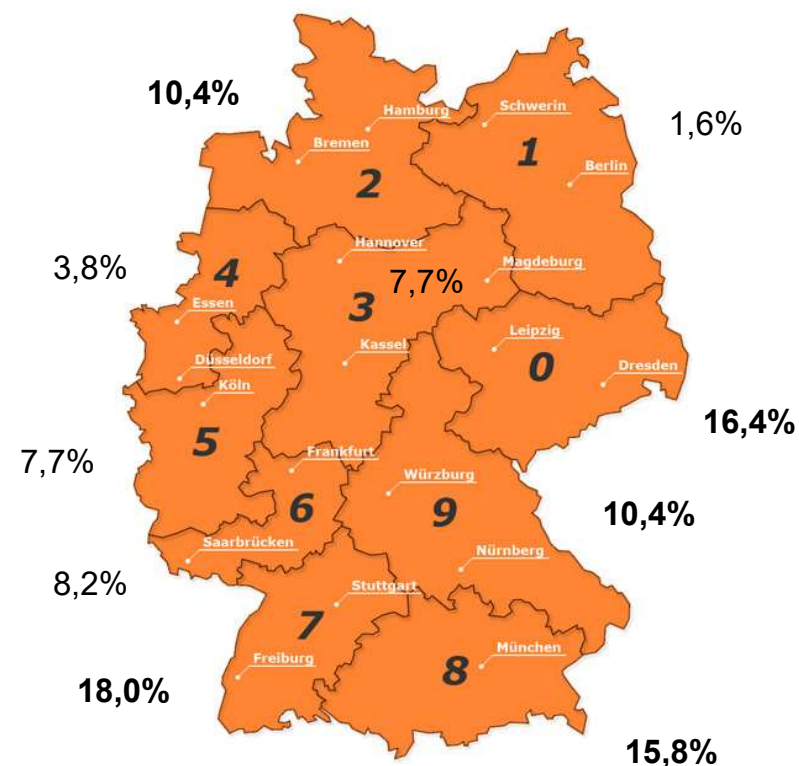 10,4%
Hamburg
Schwerin
1,6%
Bremen
1
Berlin
2
Hannover
3,8%
4
7,7%
Magdeburg
Essen
3
Leipzig
Kassel
0
Düsseldorf
Dresden
Köln
16,4%
5
7,7%
Frankfurt
Würzburg
6
9
10,4%
Saarbrücken
Nürnberg
8,2%
Stuttgart
7
München
Freiburg
8
18,0%
15,8%